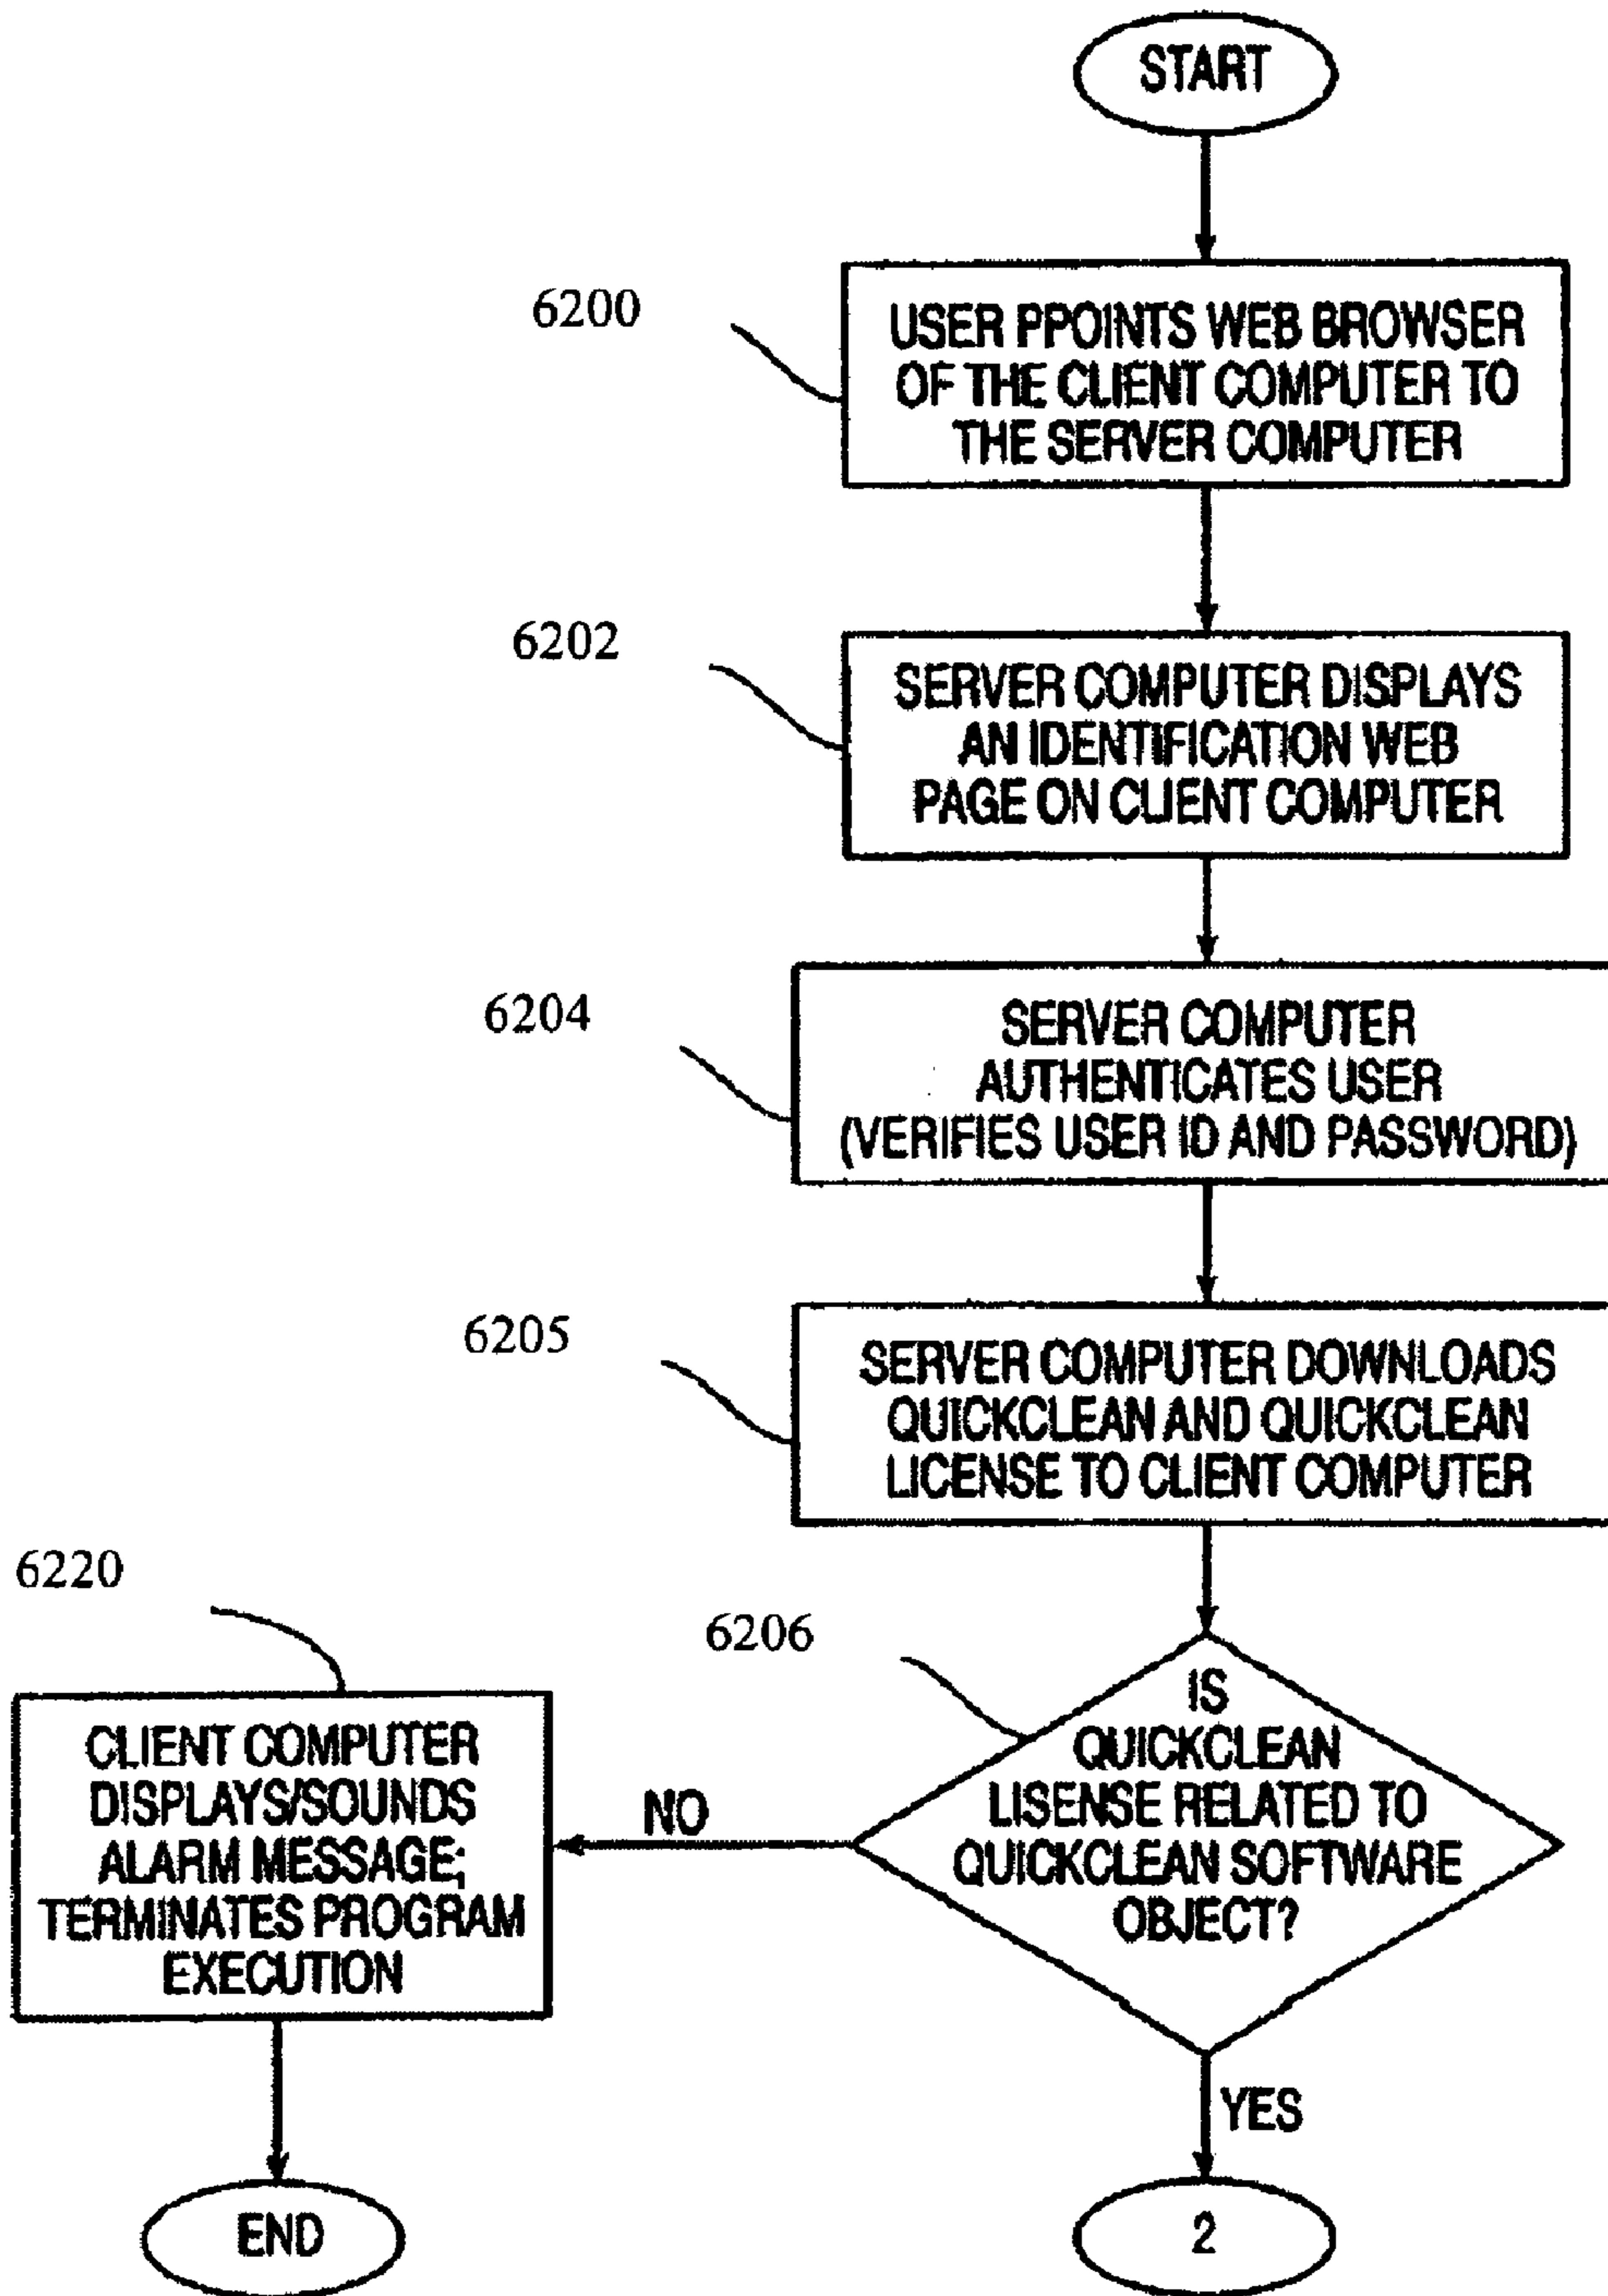 START
6200
USER PPOINTS WEB BROWSER
OF THE CLIENT COMPUTER TO
THE SERVER COMPUTER
6202
SERVER COMPUTER DISPLAYS
AN IDENTIFICATION WEB
PAGE ON CLIENT COMPUTER
6204
SERVER COMPUTER
AUTHENTICATES USER
(VERIFIES USER ID AND PASSWORD)
6205
SERVER COMPUTER DOWNLOADS
QUICKCLEAN AND QUICKCLEAN
LICENSE TO CLIENT COMPUTER
6206
IS
QUICKCLEAN
LISENSE RELATED TO
QUICKCLEAN SOFTWARE
OBJECT?
NO
6220
CLIENT COMPUTER
DISPLAYS/SOUNDS
ALARM MESSAGE;
TERMINATES PROGRAM
EXECUTION
END
YES
2